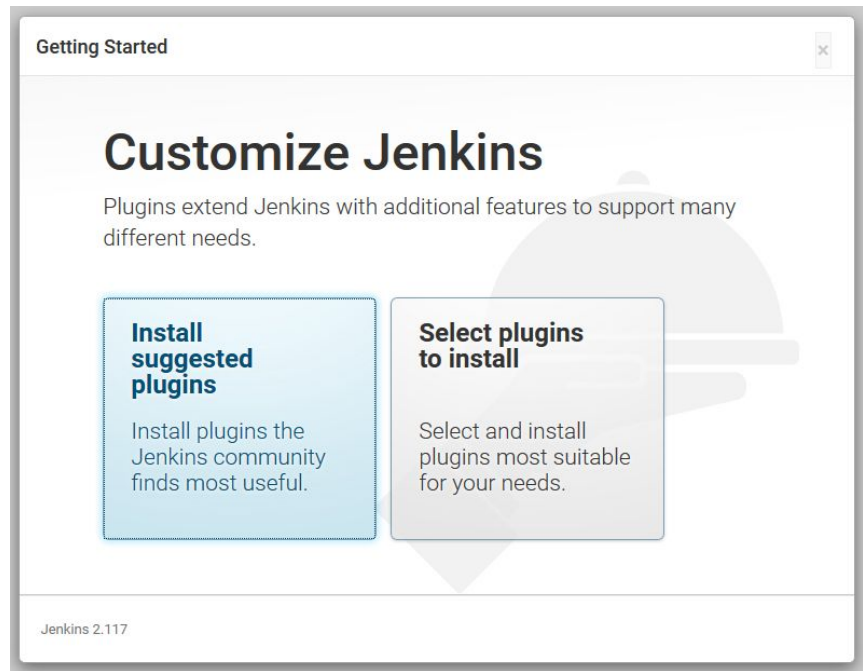 Getting Started
×
Customize Jenkins
Plugins extend Jenkins with additional features to support many
different needs.
Install
suggested
plugins
Install plugins the
Jenkins community
finds most useful.
Select plugins
to install
Select and install
plugins most suitable
for your needs.
Jenkins 2.117